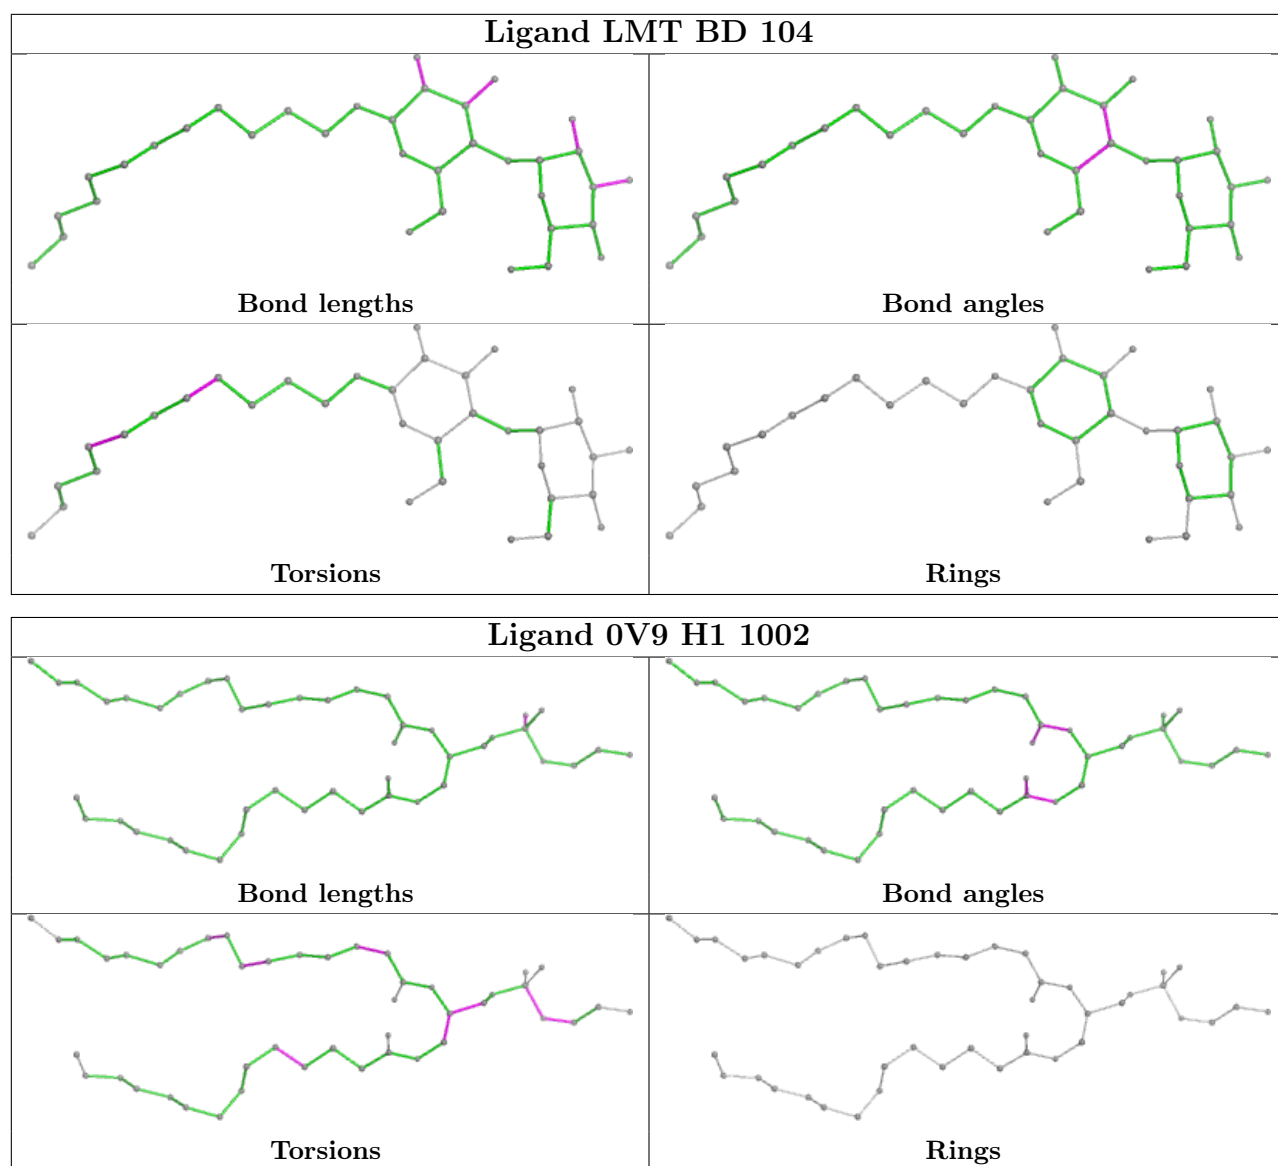 Ligand LMT BD 104
Bond lengths
Bond angles
Torsions
Rings
Ligand 0V9 H1 1002
Bond lengths
Bond angles
Torsions
Rings